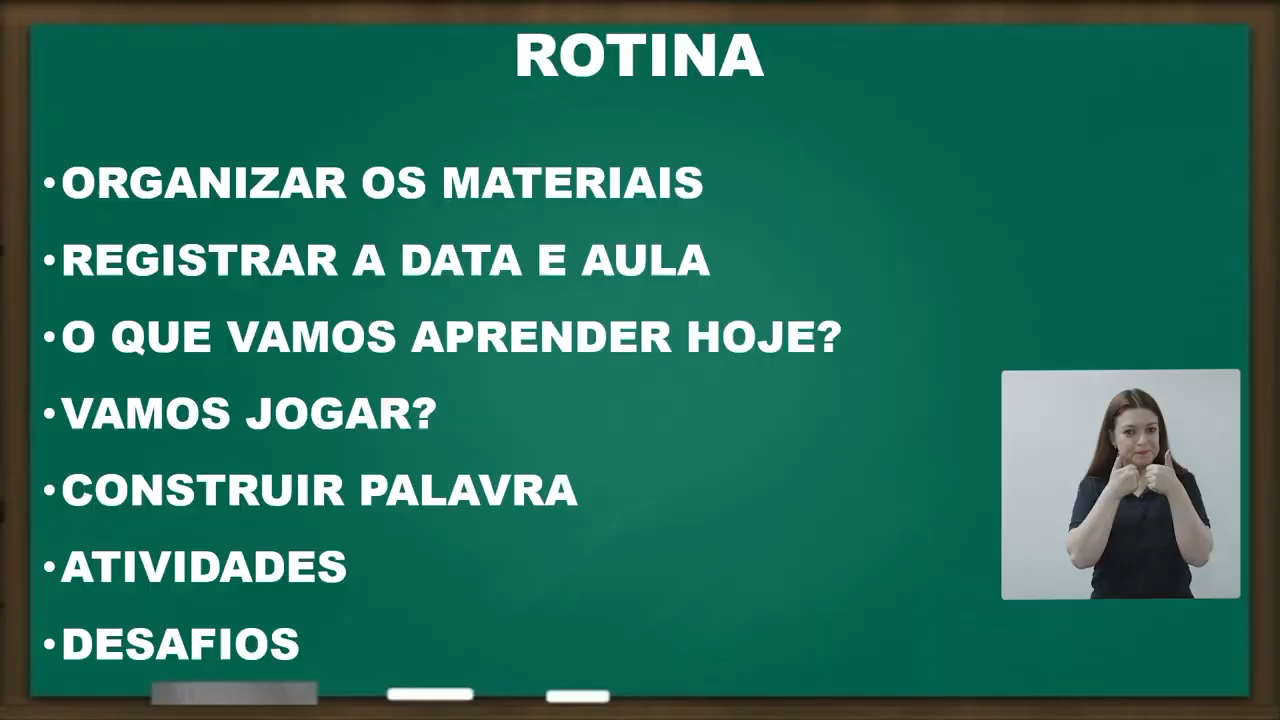 ROTINA
•ORGANIZAR OS MATERIAIS
•REGISTRAR A DATA E AULA
•O QUE VAMOS APRENDER HOJE?
•VAMOS JOGAR?
•CONSTRUIR PALAVRA
•ATIVIDADES
•DESAFIOS